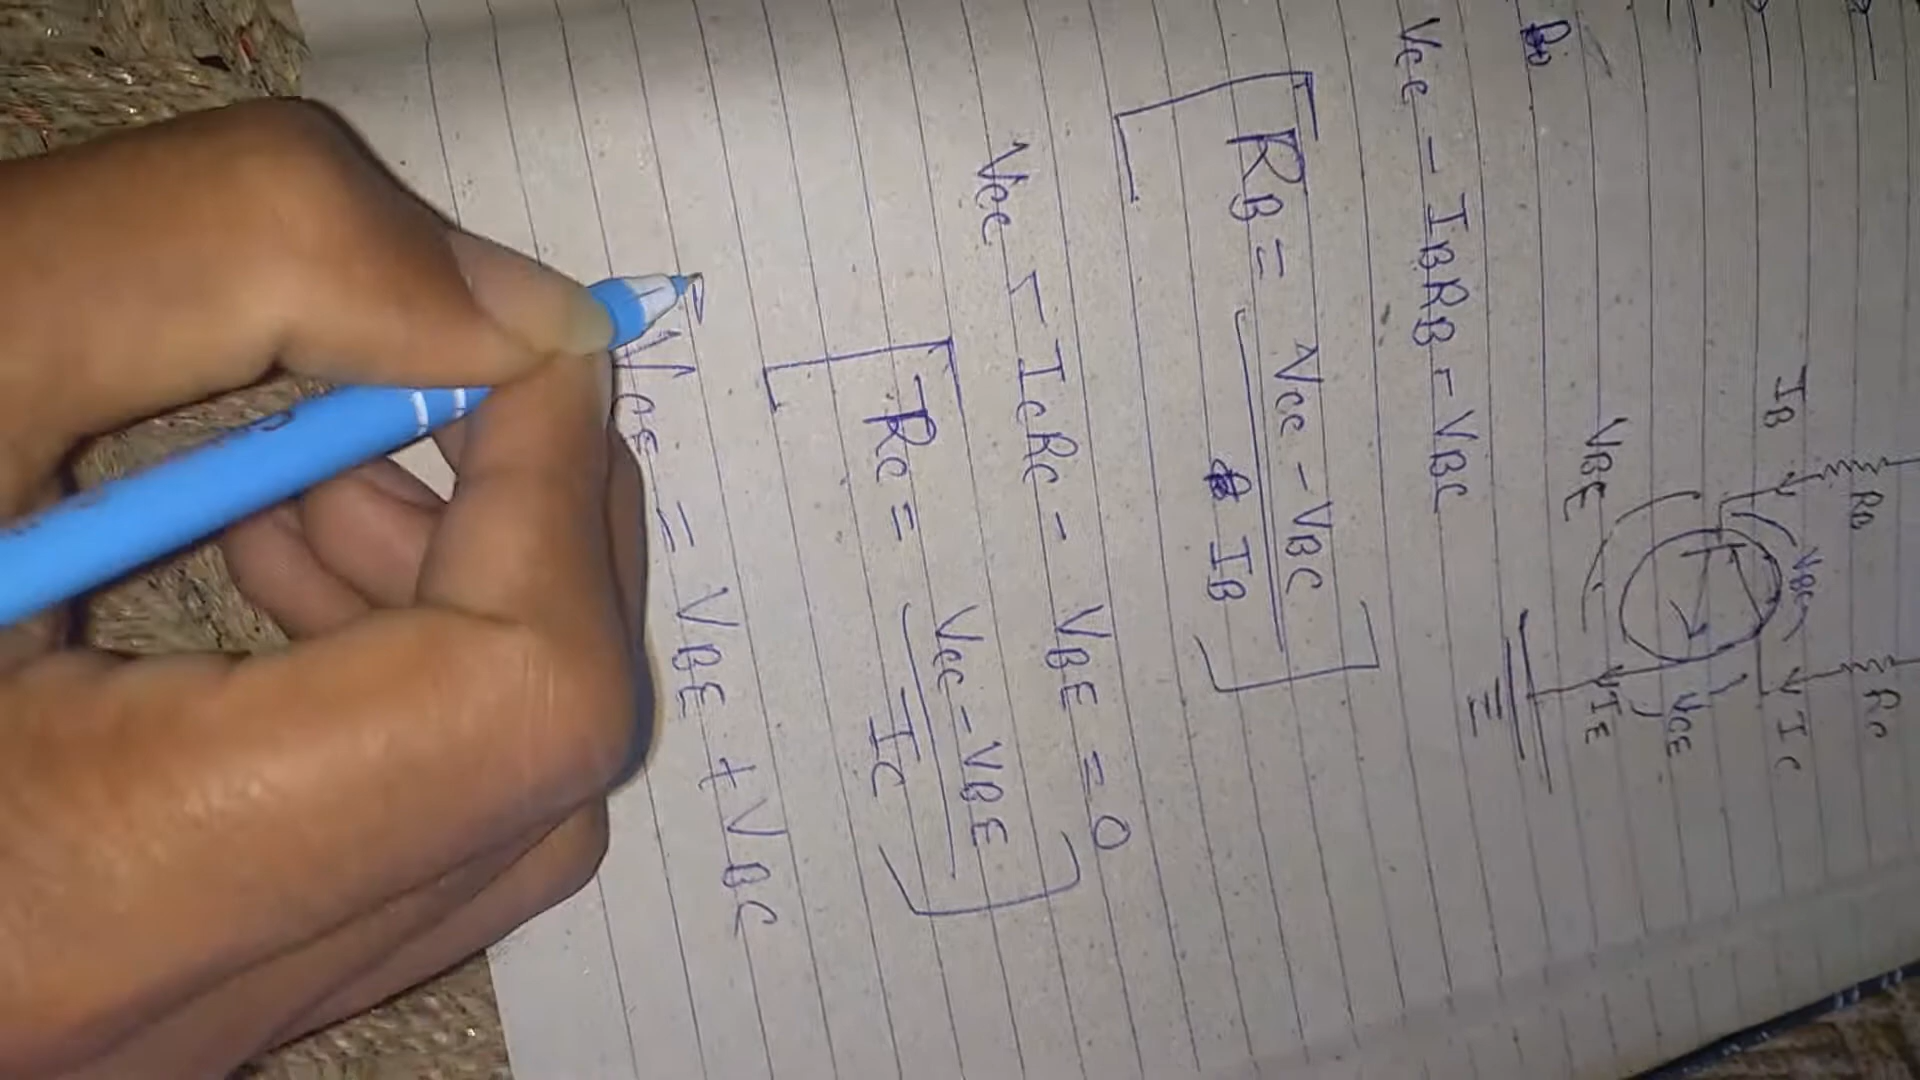 RB RC
IB IC
VBC
VCE
VBE IE
VCC - IBRB - VBC
RB = VCC - VBC
IB
VCC - ICRC - VBE = 0
RC = VCC - VBE
IC
VCE = VBE + VBC